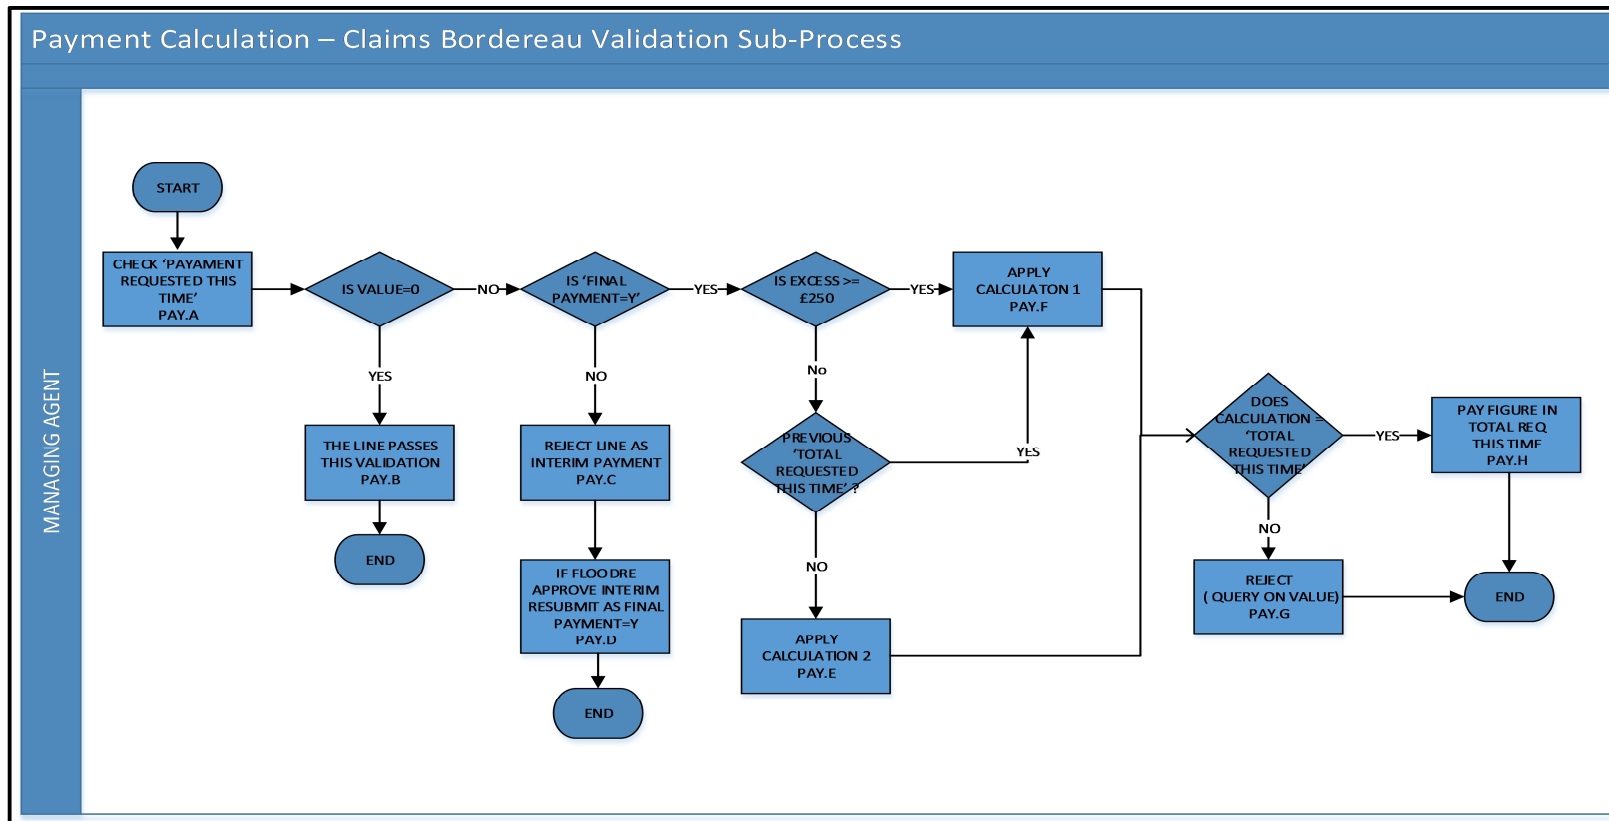 Payment Calculation – Claims Bordereau Validation Sub-Process
MANAGING AGENT
START
CHECK ‘PAYAMENT
REQUESTED THIS
TIME’
PAY.A
IS VALUE=0
NO
YES
THE LINE PASSES
THIS VALIDATION
PAY.B
END
IS ‘FINAL
PAYMENT=Y’
YES
NO
REJECT LINE AS
INTERIM PAYMENT
PAY.C
IF FLOODRE
APPROVE INTERIM
RESUBMIT AS FINAL
PAYMENT=Y
PAY.D
END
IS EXCESS >=
£250
YES
No
PREVIOUS
‘TOTAL
REQUESTED
THIS TIME’ ?
YES
NO
APPLY
CALCULATION 2
PAY.E
APPLY
CALCULATON 1
PAY.F
DOES
CALCULATION =
‘TOTAL
REQUESTED
THIS TIME’
YES
NO
REJECT
( QUERY ON VALUE)
PAY.G
PAY FIGURE IN
TOTAL REQ
THIS TIME
PAY.H
END